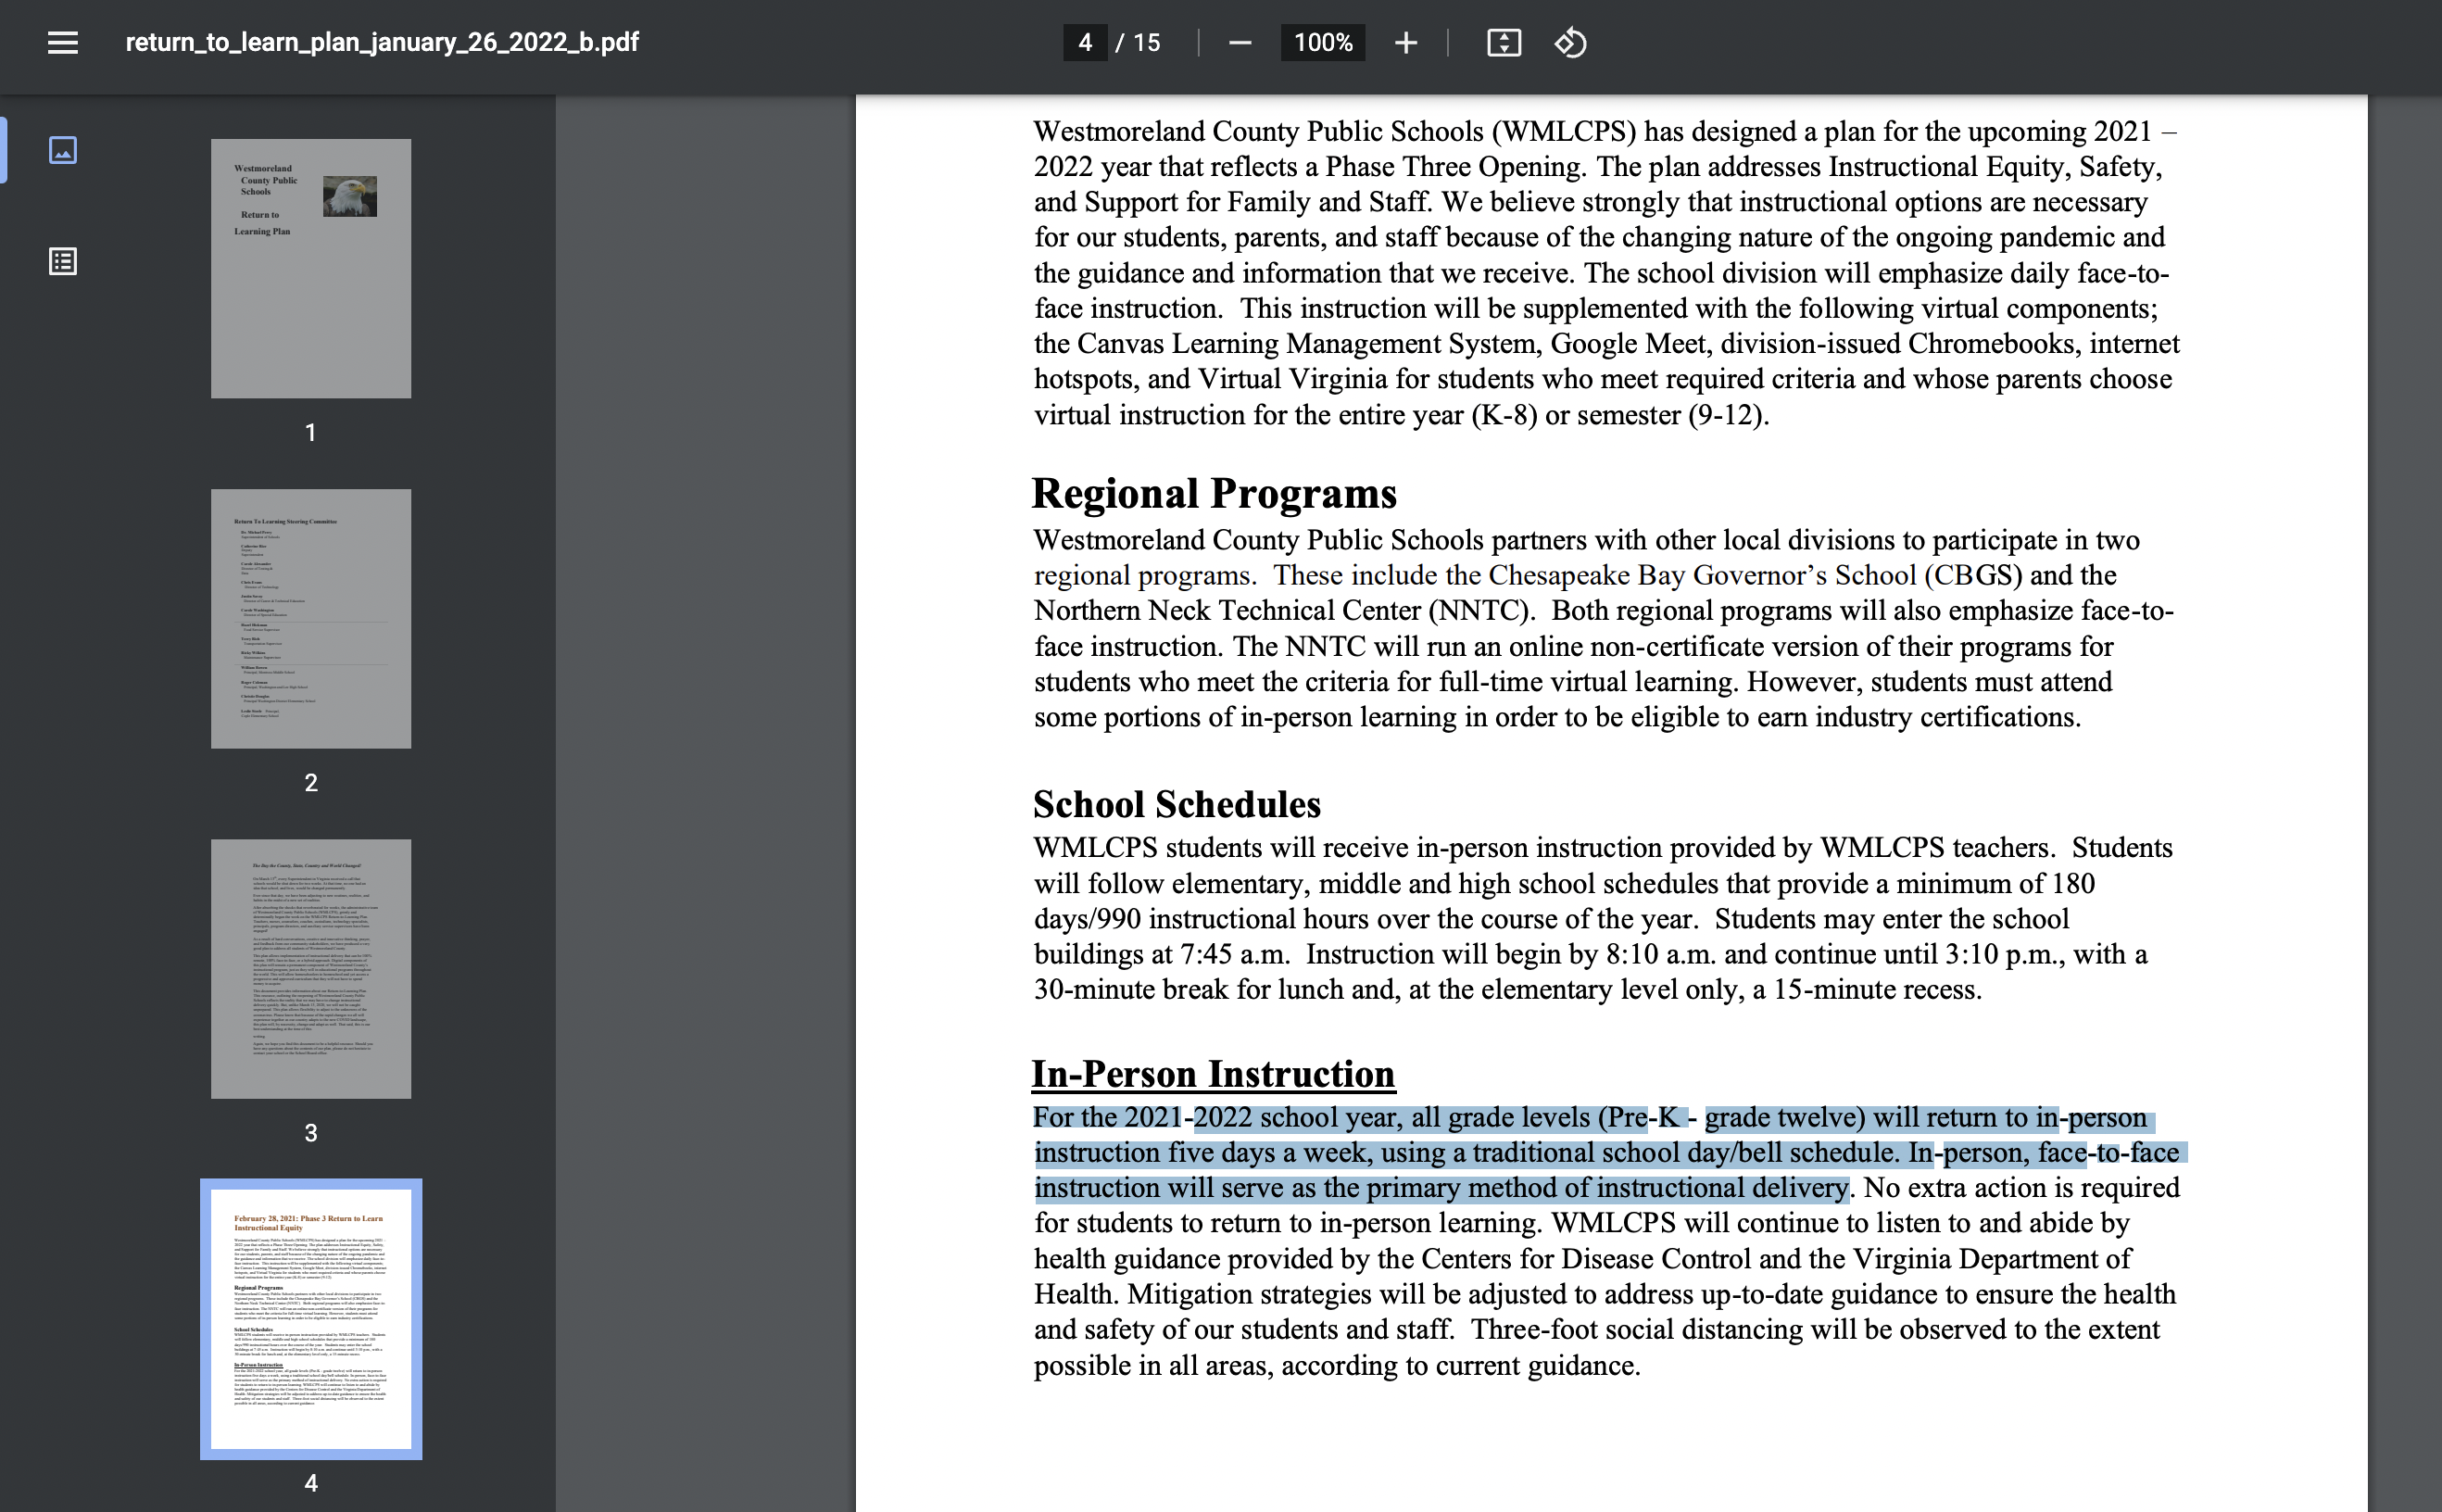 return_to_learn_plan_january_26_2022_b.pdf
4 / 15
100%
Westmoreland
County Public
Schools
Return to
Learning Plan
1
Return To Learning Steering Committee
2
The Day the County, State, Country and World Changed!
3
February 28, 2021: Phase 3 Return to Learn
Instructional Equity
Regional Programs
School Schedules
In-Person Instruction
4
Westmoreland County Public Schools (WMLCPS) has designed a plan for the upcoming 2021 –
2022 year that reflects a Phase Three Opening. The plan addresses Instructional Equity, Safety,
and Support for Family and Staff. We believe strongly that instructional options are necessary
for our students, parents, and staff because of the changing nature of the ongoing pandemic and
the guidance and information that we receive. The school division will emphasize daily face-to-
face instruction.  This instruction will be supplemented with the following virtual components;
the Canvas Learning Management System, Google Meet, division-issued Chromebooks, internet
hotspots, and Virtual Virginia for students who meet required criteria and whose parents choose
virtual instruction for the entire year (K-8) or semester (9-12).
Regional Programs
Westmoreland County Public Schools partners with other local divisions to participate in two
regional programs.  These include the Chesapeake Bay Governor’s School (CBGS) and the
Northern Neck Technical Center (NNTC).  Both regional programs will also emphasize face-to-
face instruction. The NNTC will run an online non-certificate version of their programs for
students who meet the criteria for full-time virtual learning. However, students must attend
some portions of in-person learning in order to be eligible to earn industry certifications.
School Schedules
WMLCPS students will receive in-person instruction provided by WMLCPS teachers.  Students
will follow elementary, middle and high school schedules that provide a minimum of 180
days/990 instructional hours over the course of the year.  Students may enter the school
buildings at 7:45 a.m.  Instruction will begin by 8:10 a.m. and continue until 3:10 p.m., with a
30-minute break for lunch and, at the elementary level only, a 15-minute recess.
In-Person Instruction
For the 2021-2022 school year, all grade levels (Pre-K - grade twelve) will return to in-person
instruction five days a week, using a traditional school day/bell schedule. In-person, face-to-face
instruction will serve as the primary method of instructional delivery. No extra action is required
for students to return to in-person learning. WMLCPS will continue to listen to and abide by
health guidance provided by the Centers for Disease Control and the Virginia Department of
Health. Mitigation strategies will be adjusted to address up-to-date guidance to ensure the health
and safety of our students and staff.  Three-foot social distancing will be observed to the extent
possible in all areas, according to current guidance.